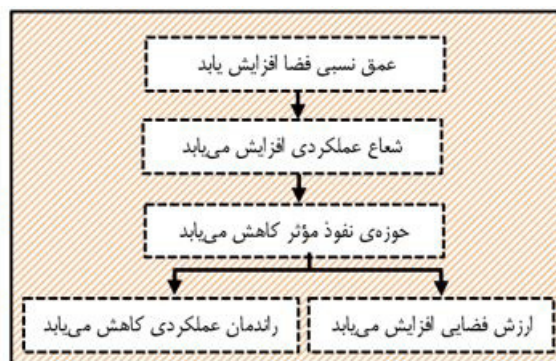 عمق نسبی فضا افزایش یابد
شعاع عملکردی افزایش می‌یابد
حوزه‌ی نفوذ مؤثر کاهش می‌یابد
ارزش فضایی افزایش می‌یابد
راندمان عملکردی کاهش می‌یابد